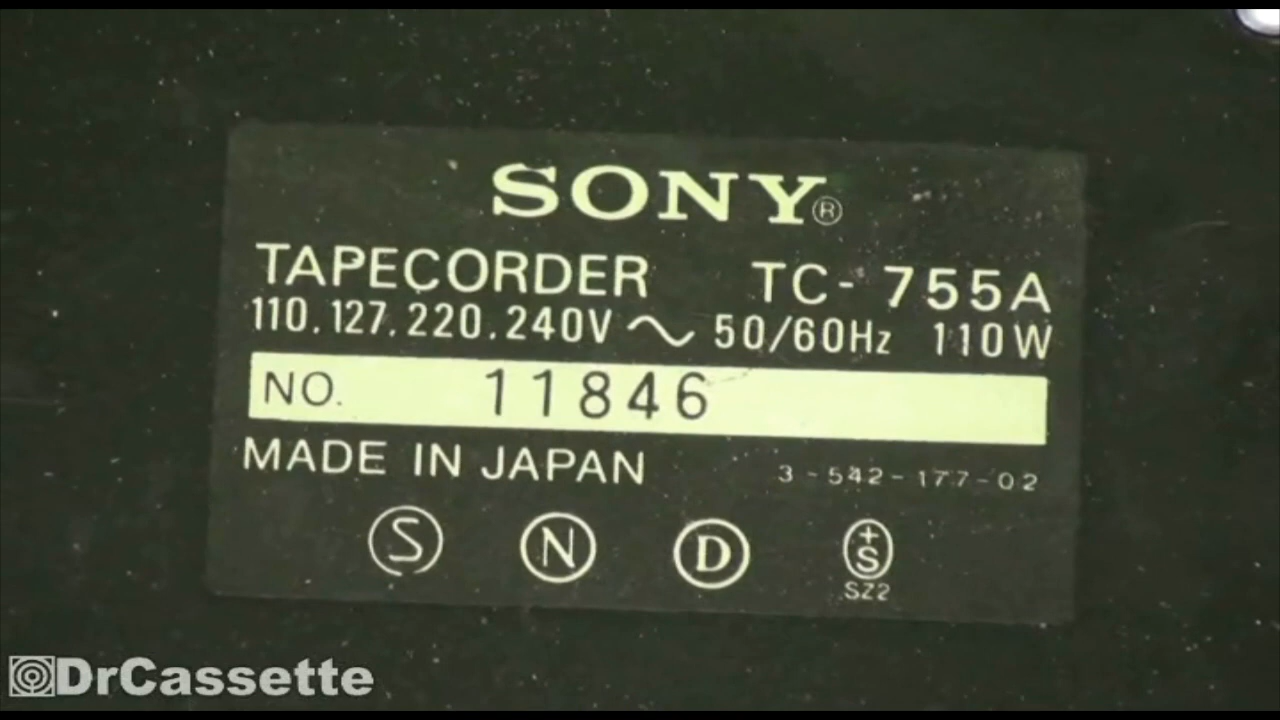 SONY®
TAPECORDER TC-755A
110.127.220.240V ～ 50/60Hz 110W
NO. 11846
MADE IN JAPAN 3-542-177-02
S N D +S
SZ2
DrCassette